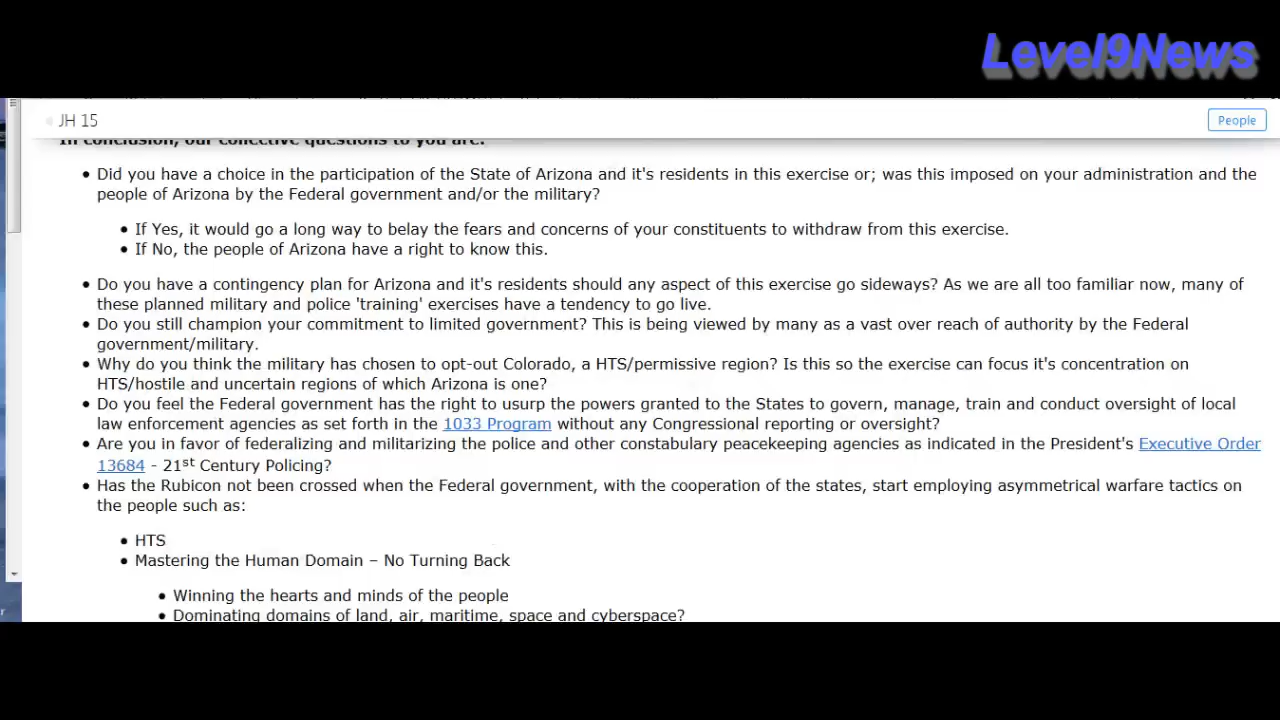 Level9News
JH 15
People
In conclusion, our collective questions to you are:
Did you have a choice in the participation of the State of Arizona and it's residents in this exercise or; was this imposed on your administration and the
people of Arizona by the Federal government and/or the military?
If Yes, it would go a long way to belay the fears and concerns of your constituents to withdraw from this exercise.
If No, the people of Arizona have a right to know this.
Do you have a contingency plan for Arizona and it's residents should any aspect of this exercise go sideways? As we are all too familiar now, many of
these planned military and police 'training' exercises have a tendency to go live.
Do you still champion your commitment to limited government? This is being viewed by many as a vast over reach of authority by the Federal
government/military.
Why do you think the military has chosen to opt-out Colorado, a HTS/permissive region? Is this so the exercise can focus it's concentration on
HTS/hostile and uncertain regions of which Arizona is one?
Do you feel the Federal government has the right to usurp the powers granted to the States to govern, manage, train and conduct oversight of local
law enforcement agencies as set forth in the 1033 Program without any Congressional reporting or oversight?
Are you in favor of federalizing and militarizing the police and other constabulary peacekeeping agencies as indicated in the President's Executive Order
13684 - 21st Century Policing?
Has the Rubicon not been crossed when the Federal government, with the cooperation of the states, start employing asymmetrical warfare tactics on
the people such as:
HTS
Mastering the Human Domain – No Turning Back
Winning the hearts and minds of the people
Dominating domains of land, air, maritime, space and cyberspace?